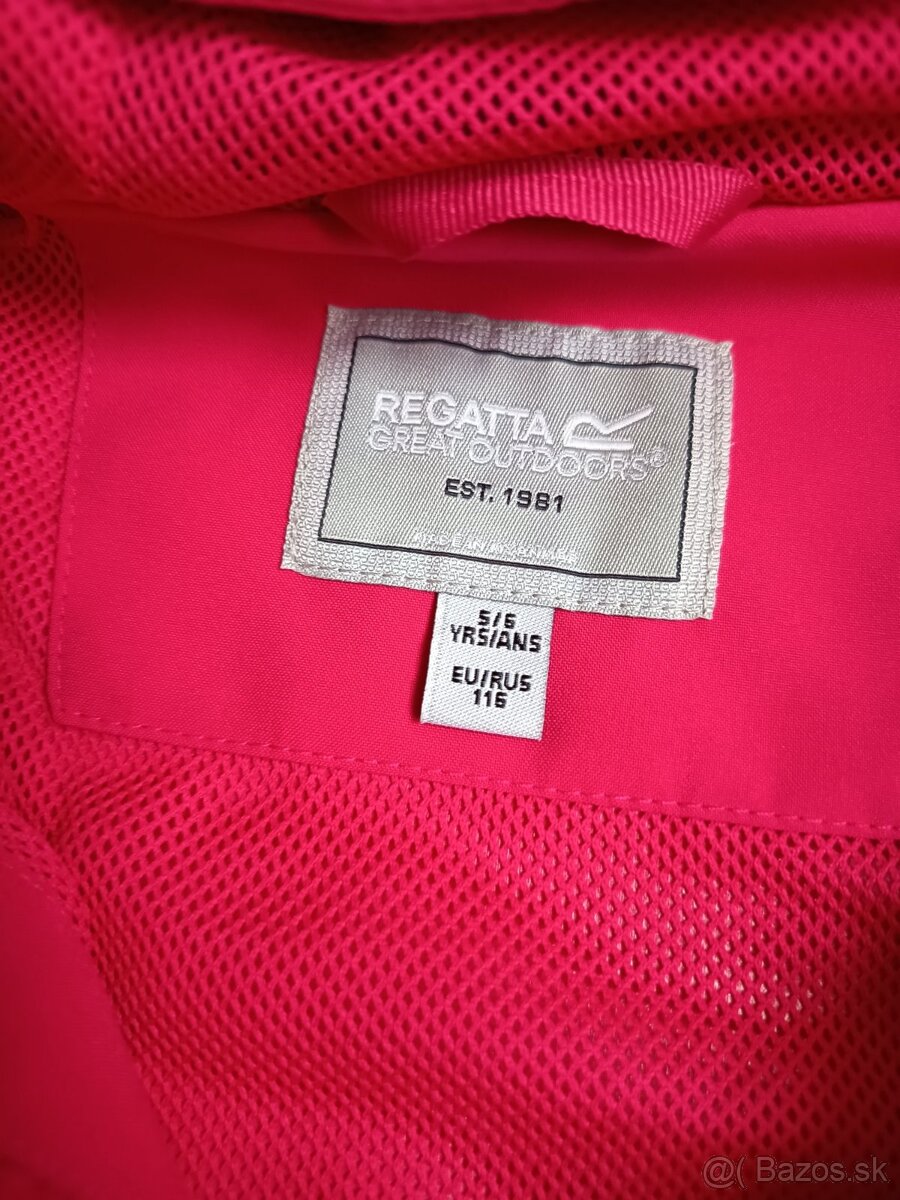 REGATTA
GREAT OUTDOORS®
EST. 1981
5/6
YRS/ANS
EU/RUS
116
@( Bazos.sk